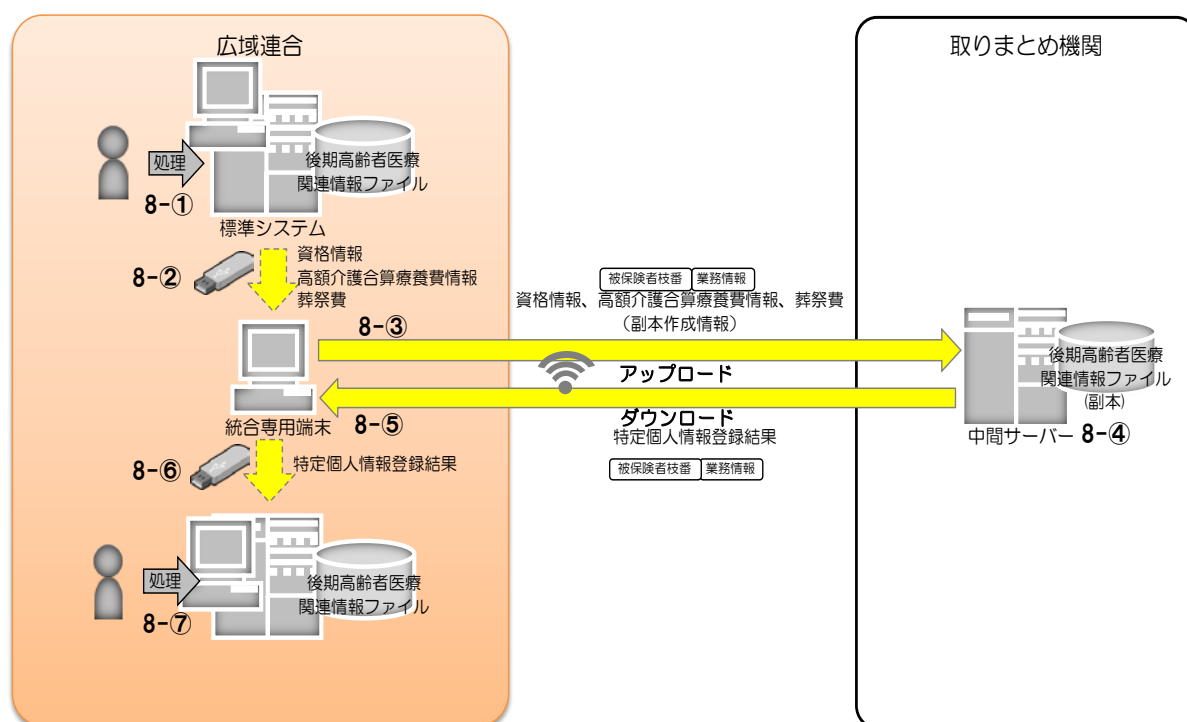 広域連合
取りまとめ機関
処理
8-①
後期高齢者医療
関連情報ファイル
標準システム
8-②
資格情報
高額介護合算療養費情報
葬祭費
被保険者枝番 業務情報
資格情報、高額介護合算療養費情報、葬祭費
（副本作成情報）
8-③
アップロード
後期高齢者医療
関連情報ファイル
(副本)
中間サーバー 8-④
ダウンロード
特定個人情報登録結果
被保険者枝番 業務情報
統合専用端末 8-⑤
8-⑥
特定個人情報登録結果
処理
8-⑦
後期高齢者医療
関連情報ファイル